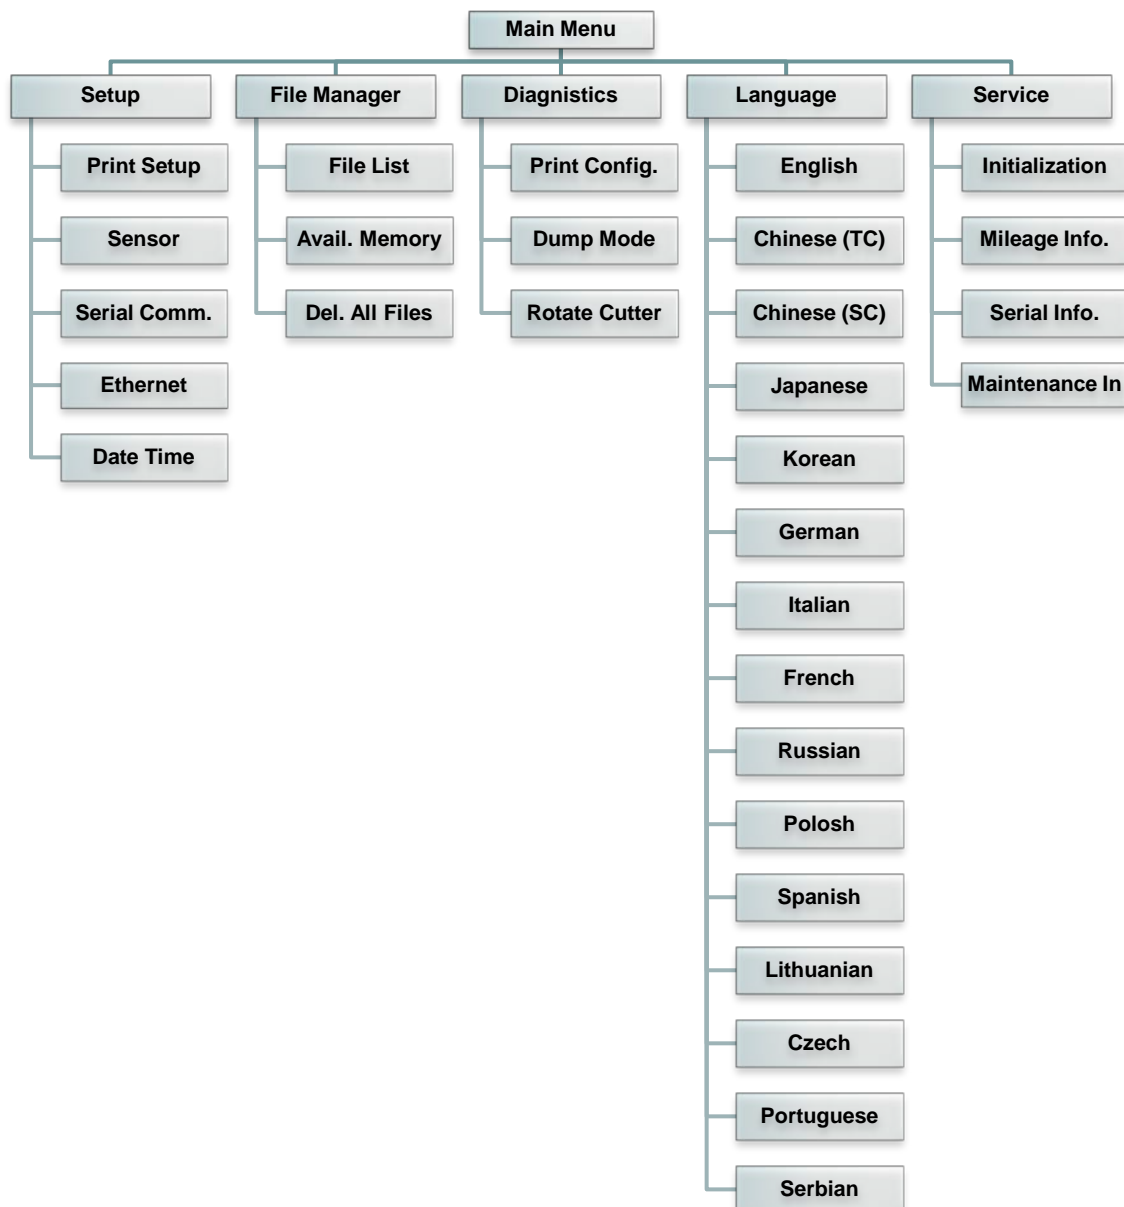 Main Menu
Setup
File Manager
Diagnistics
Language
Service
Print Setup
Sensor
Serial Comm.
Ethernet
Date Time
File List
Avail. Memory
Del. All Files
Print Config.
Dump Mode
Rotate Cutter
English
Chinese (TC)
Chinese (SC)
Japanese
Korean
German
Italian
French
Russian
Polosh
Spanish
Lithuanian
Czech
Portuguese
Serbian
Initialization
Mileage Info.
Serial Info.
Maintenance In